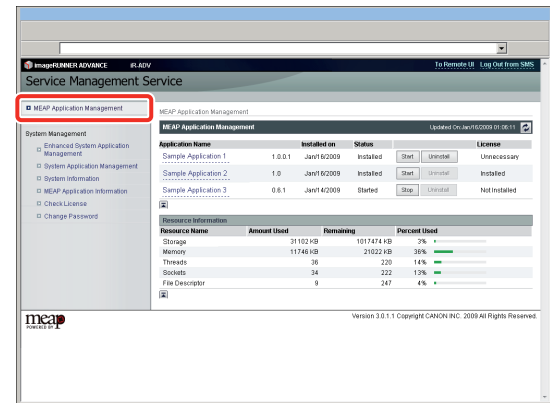 imageRUNNER ADVANCE iR-ADV To Remote UI Log Out from SMS
Service Management Service
MEAP Application Management
MEAP Application Management
System Management
MEAP Application Management Updated On:Jan/16/2009 01:06:11
Enhanced System Application
Management
System Application Management
System Information
MEAP Application Information
Check License
Change Password
Application Name Installed on Status License
Sample Application 1 1.0.0.1 Jan/16/2009 Installed Start Uninstall Unnecessary
Sample Application 2 1.0 Jan/16/2009 Installed Start Uninstall Installed
Sample Application 3 0.6.1 Jan/14/2009 Started Stop Uninstall Not Installed
Resource Information
Resource Name Amount Used Remaining Percent Used
Storage 31102 KB 1017474 KB 3%
Memory 11746 KB 21022 KB 36%
Threads 36 220 14%
Sockets 34 222 13%
File Descriptor 9 247 4%
meap
POWERED BY
Version 3.0.1.1 Copyright CANON INC. 2009 All Rights Reserved.